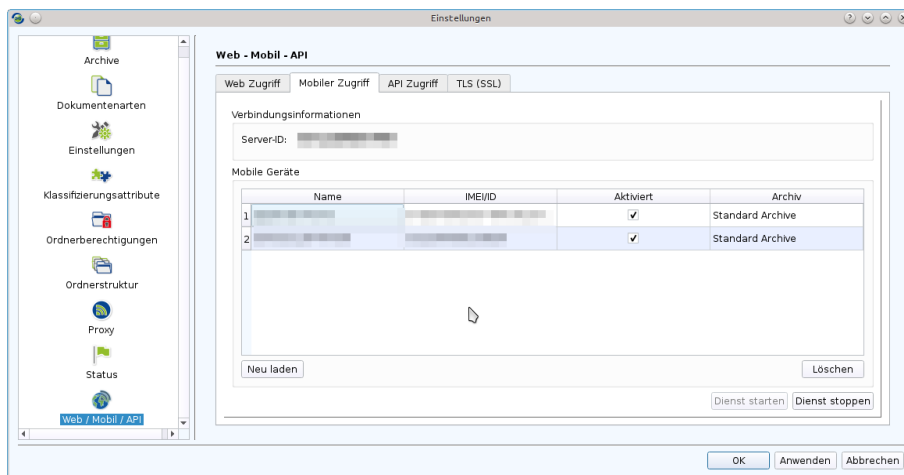 Einstellungen
Archive
Dokumentenarten
Einstellungen
Klassifizierungsattribute
Ordnerberechtigungen
Ordnerstruktur
Proxy
Status
Web / Mobil / API
Web - Mobil - API
Web Zugriff Mobiler Zugriff API Zugriff TLS (SSL)
Verbindungsinformationen
Server-ID:
Mobile Geräte
Name IMEI/ID Aktiviert Archiv
1 Standard Archive
2 Standard Archive
Neu laden Löschen
Dienst starten Dienst stoppen
OK Anwenden Abbrechen